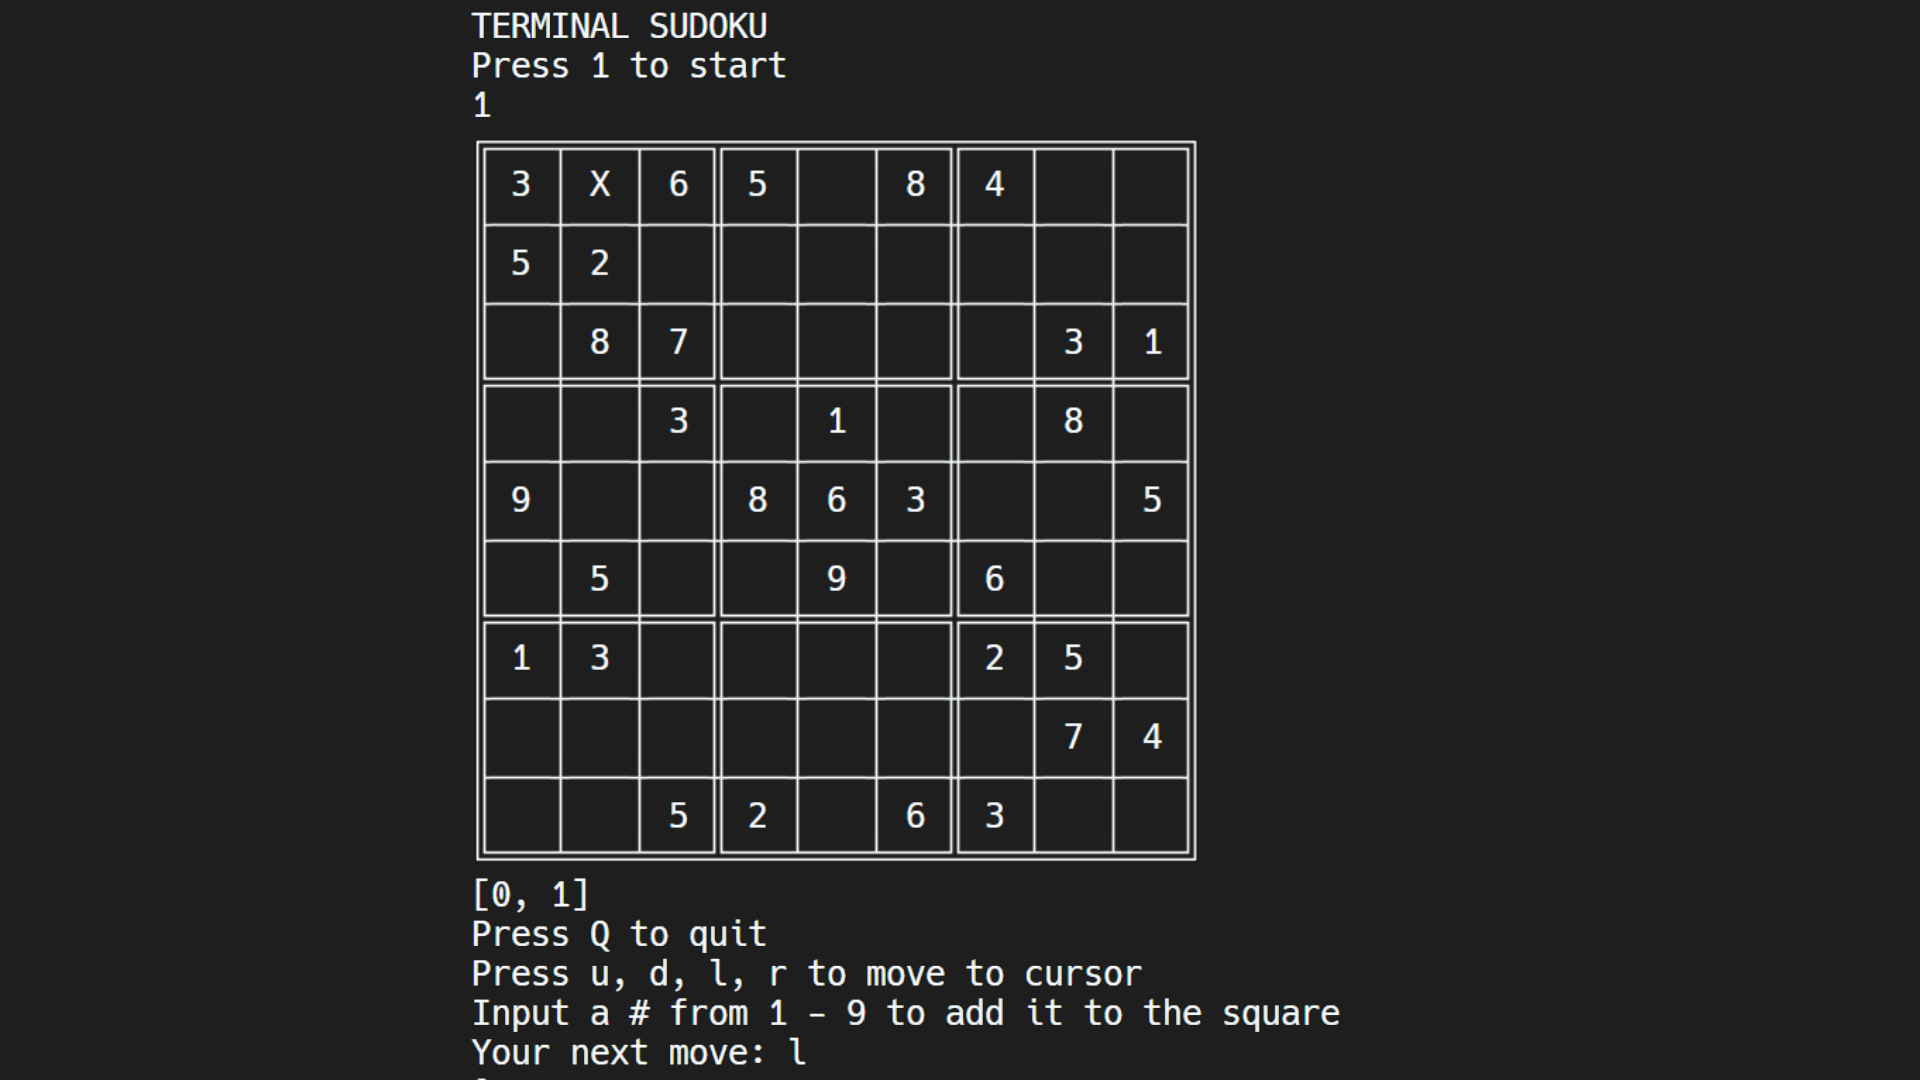 TERMINAL SUDOKU
Press 1 to start
1
3 X 6 5 8 4
5 2
8 7 3 1
3 1 8
9 8 6 3 5
5 9 6
1 3 2 5
7 4
5 2 6 3
[0, 1]
Press Q to quit
Press u, d, l, r to move to cursor
Input a # from 1 - 9 to add it to the square
Your next move: l